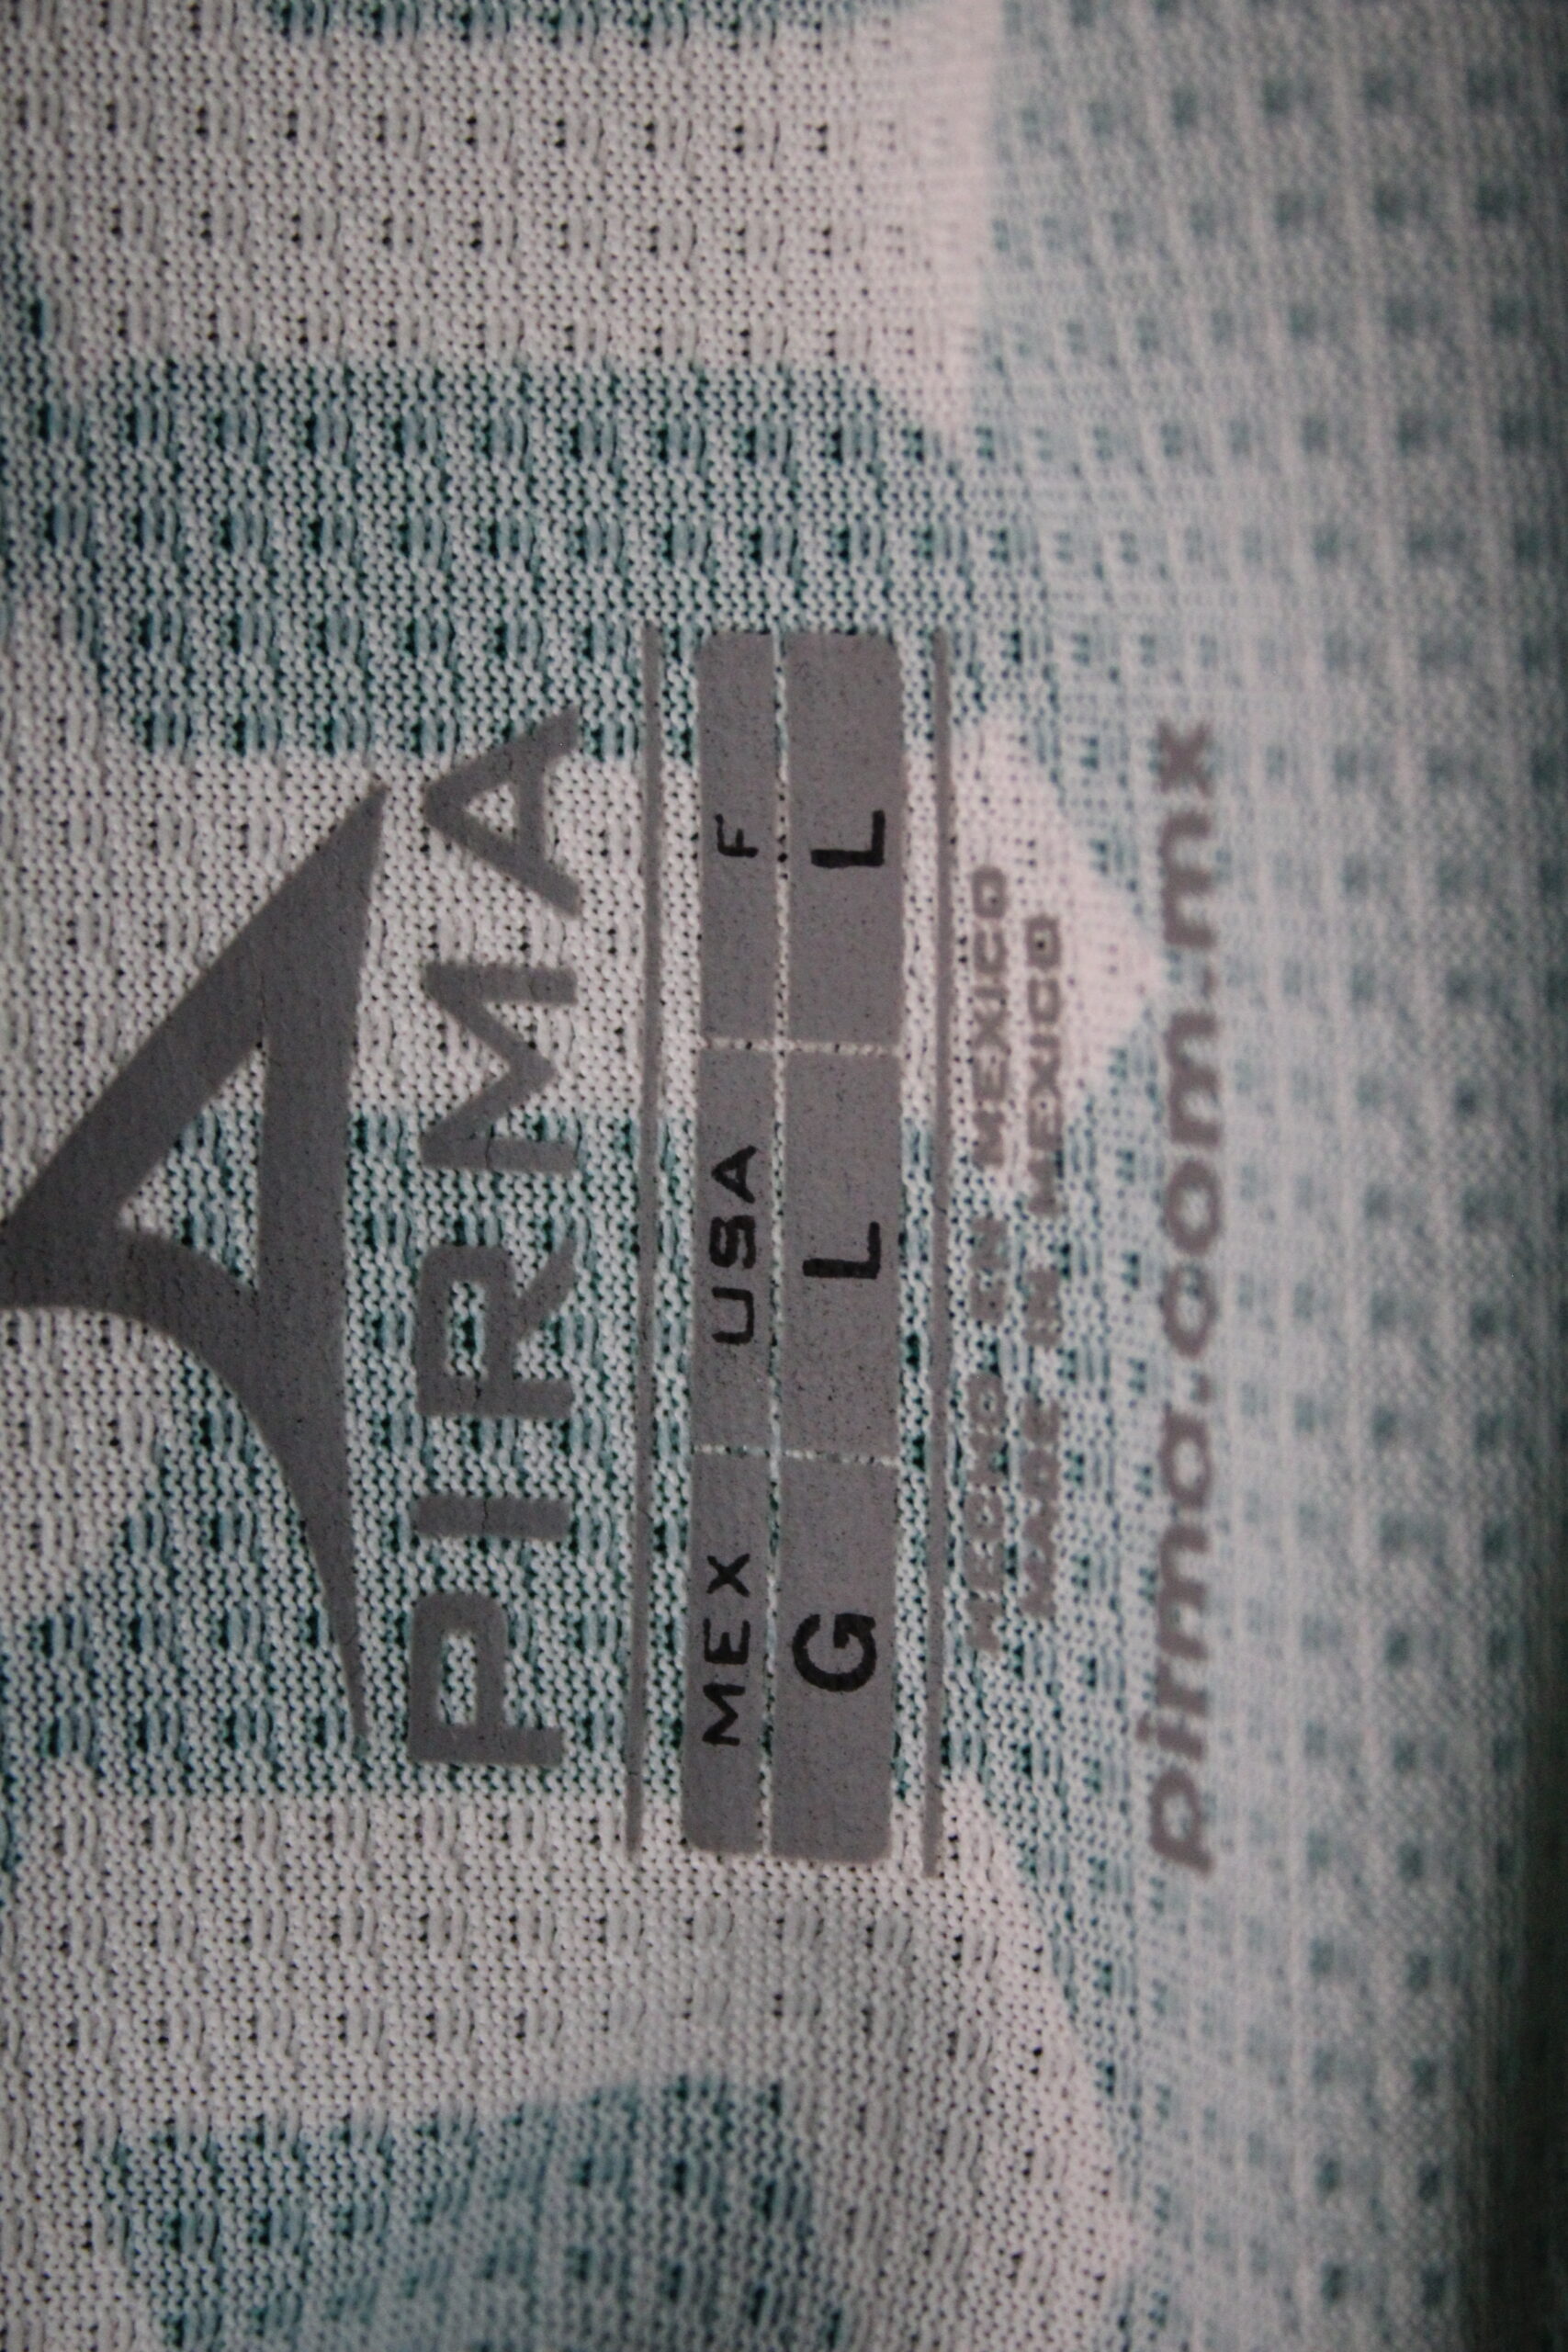 PIRMA
MEX USA F
G L L
HECHO EN MEXICO
MADE IN MEXICO
pirma.com.mx